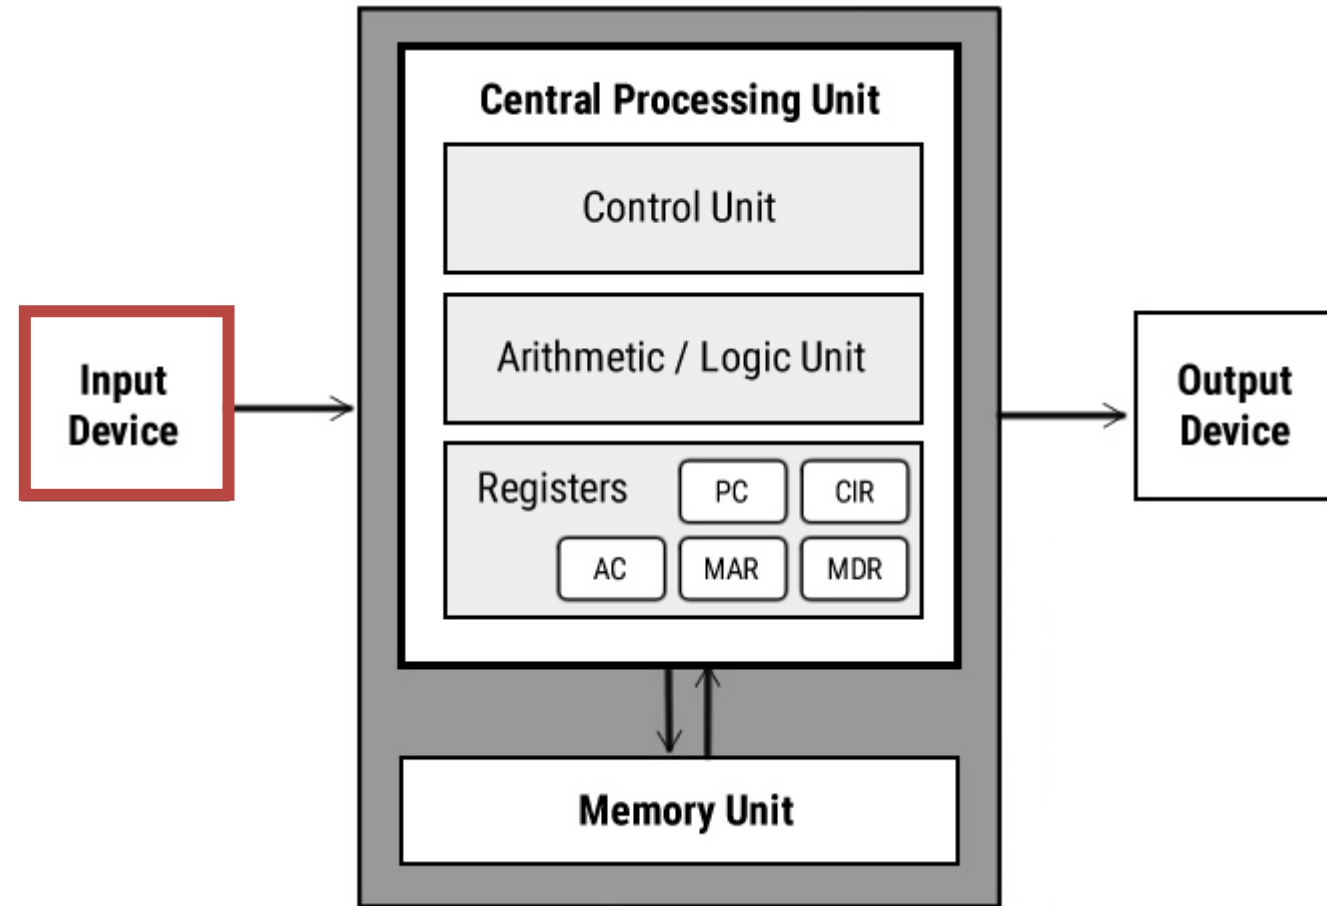 Central Processing Unit
Control Unit
Arithmetic / Logic Unit
Input
Device
Output
Device
Registers
PC
CIR
AC
MAR
MDR
Memory Unit